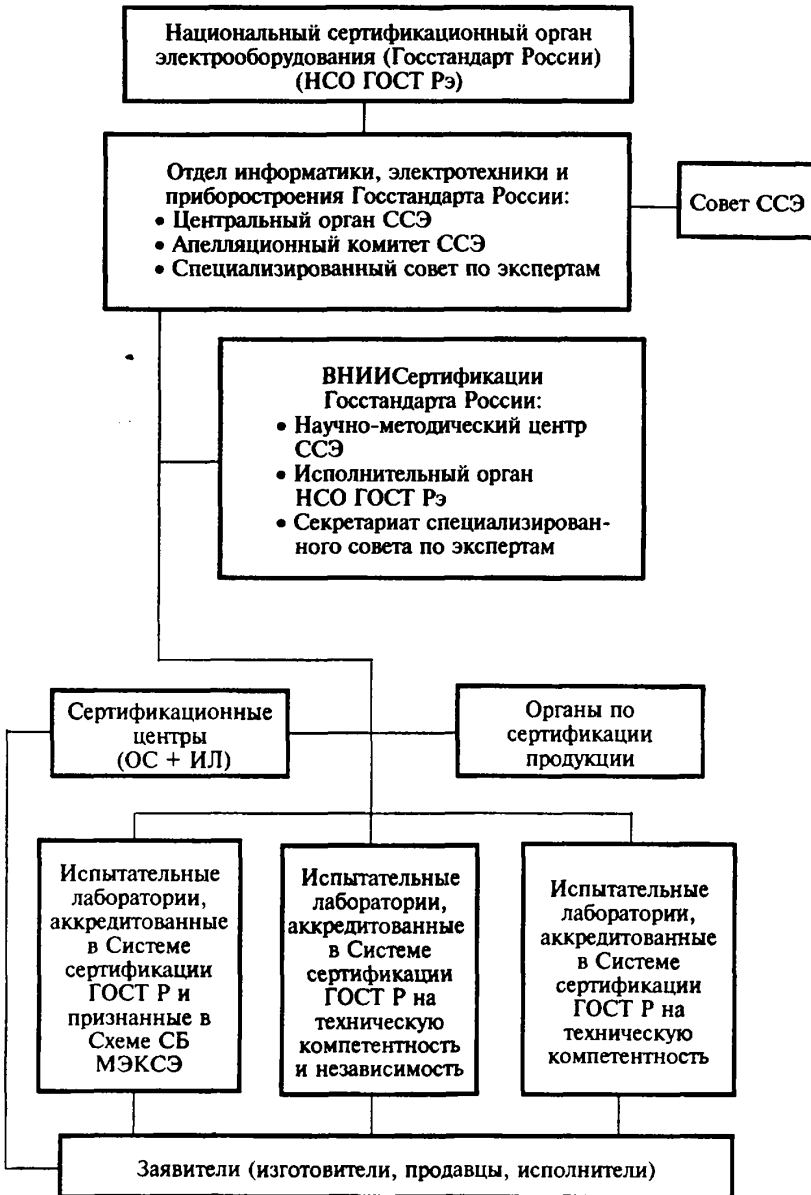 Национальный сертификационный орган
электрооборудования (Госстандарт России)
(НСО ГОСТ Рэ)
Отдел информатики, электротехники и
приборостроения Госстандарта России:
• Центральный орган ССЭ
• Апелляционный комитет ССЭ
• Специализированный совет по экспертам
Совет ССЭ
ВНИИСертификации
Госстандарта России:
• Научно-методический центр
ССЭ
• Исполнительный орган
НСО ГОСТ Рэ
• Секретариат специализирован-
ного совета по экспертам
Сертификационные
центры
(ОС + ИЛ)
Органы по
сертификации
продукции
Испытательные
лаборатории,
аккредитованные
в Системе
сертификации
ГОСТ Р и
признанные в
Схеме СБ
МЭКСЭ
Испытательные
лаборатории,
аккредитованные
в Системе
сертификации
ГОСТ Р на
техническую
компетентность
и независимость
Испытательные
лаборатории,
аккредитованные
в Системе
сертификации
ГОСТ Р на
техническую
компетентность
Заявители (изготовители, продавцы, исполнители)